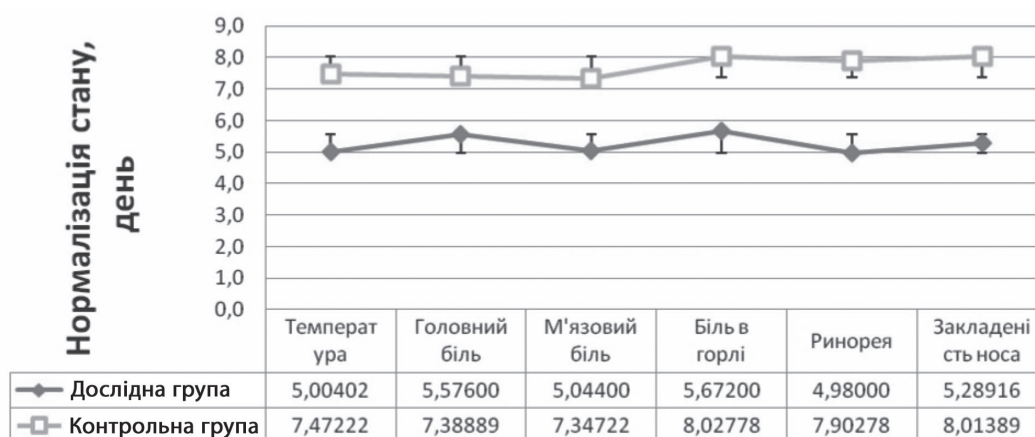 Нормалізація стану,
день
9,0
8,0
7,0
6,0
5,0
4,0
3,0
2,0
1,0
0,0
Температ
ура
Головний
біль
М'язовий
біль
Біль в
горлі
Ринорея
Закладені
сть носа
Дослідна група 5,00402 5,57600 5,04400 5,67200 4,98000 5,28916
Контрольна група 7,47222 7,38889 7,34722 8,02778 7,90278 8,01389